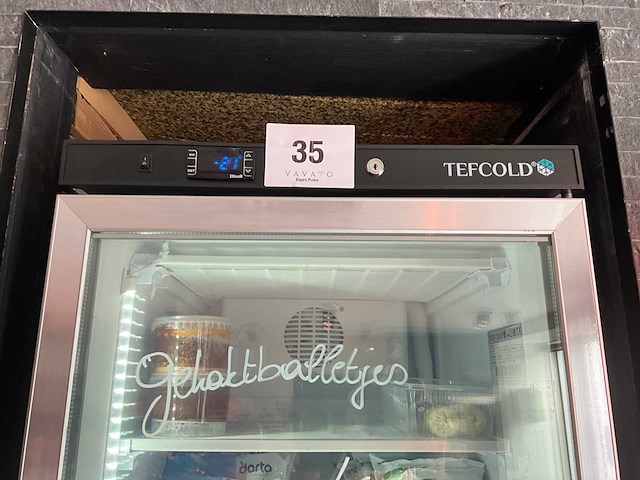 -21
35
VAVATO
TEFCOLD
Gehaktballetjes
darta